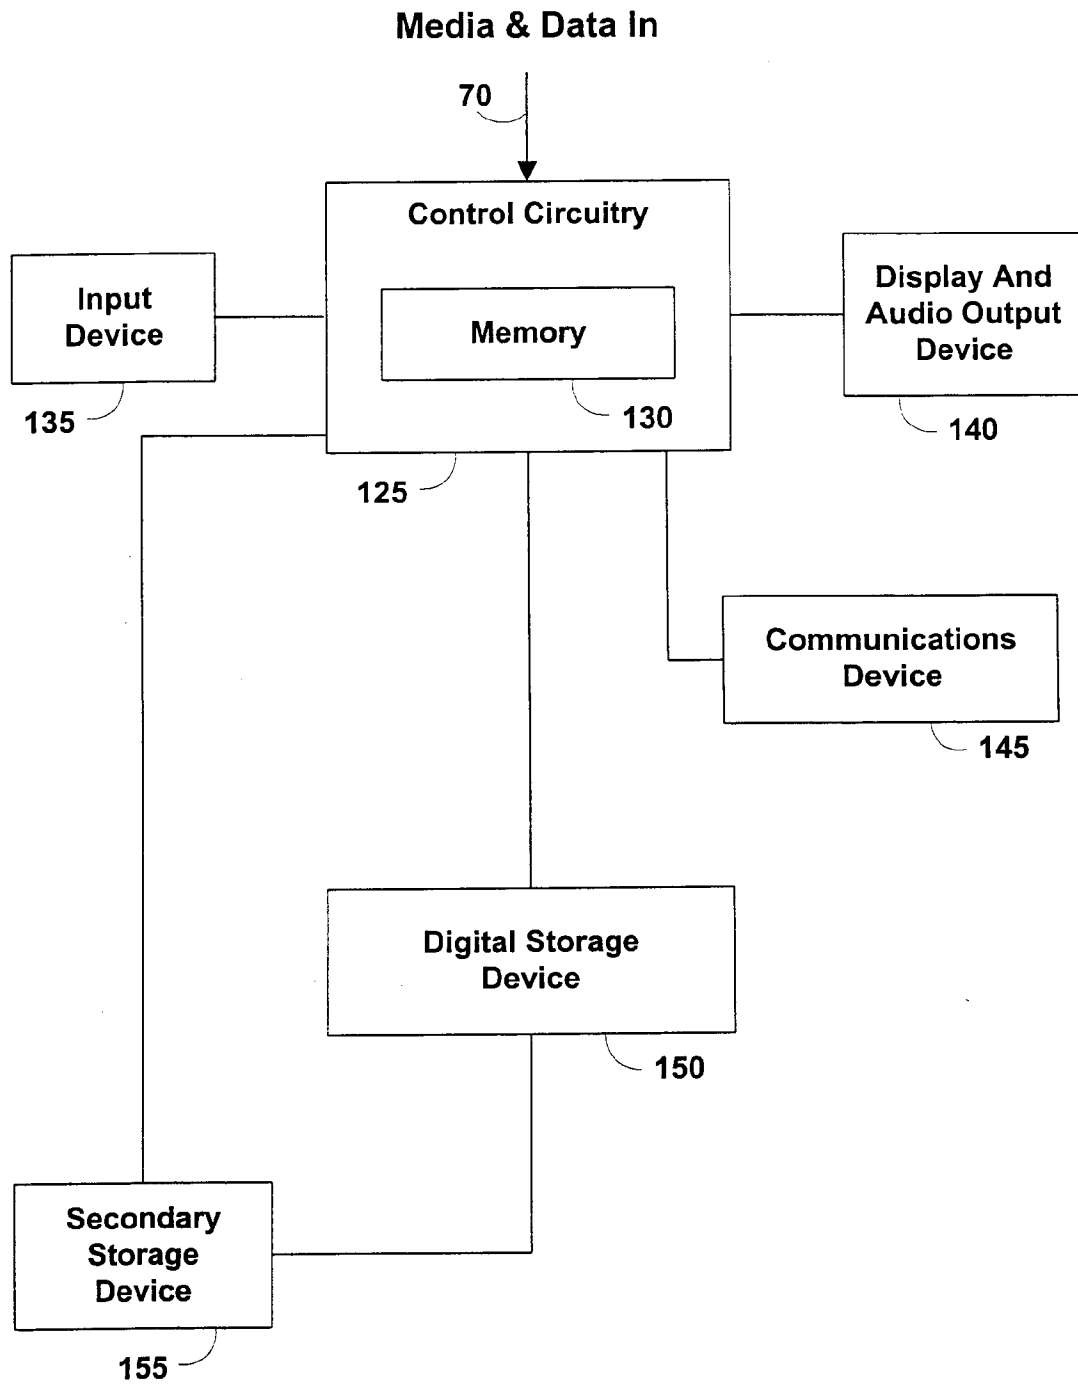 Media & Data In
70
Control Circuitry
Input
Device
Memory
Display And
Audio Output
Device
135
130
140
125
Communications
Device
145
Digital Storage
Device
150
Secondary
Storage
Device
155